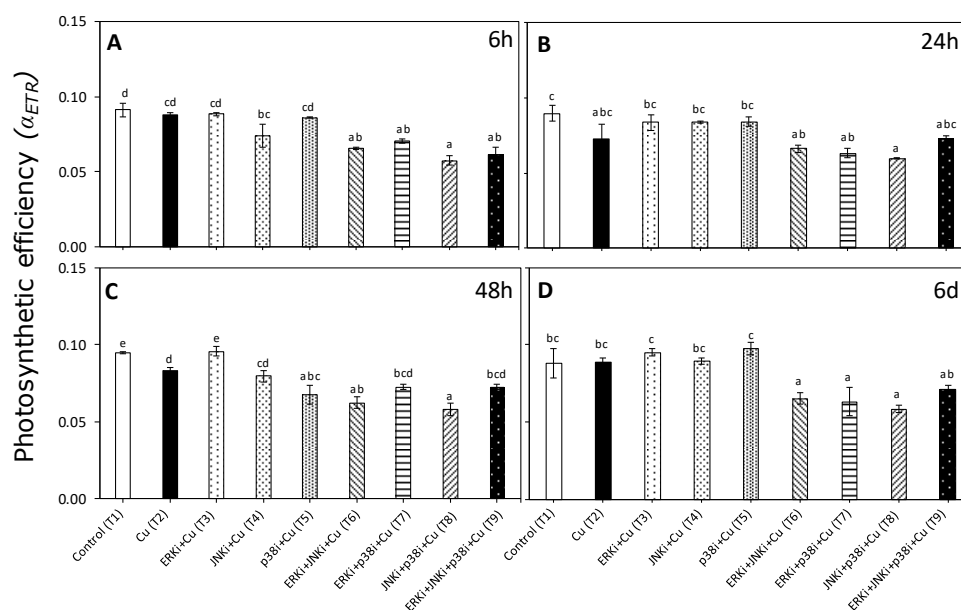 Photosynthetic efficiency (α_ETR)
0.15
0.10
0.05
0.00
A
6h
d
cd
cd
bc
cd
ab
ab
a
ab
B
24h
c
abc
bc
bc
bc
ab
ab
a
abc
0.15
0.10
0.05
0.00
C
48h
e
d
e
cd
abc
ab
bcd
a
bcd
D
6d
bc
bc
c
bc
c
a
a
a
ab
Control (T1)
Cu (T2)
ERKi+Cu (T3)
JNKi+Cu (T4)
p38i+Cu (T5)
ERKi+JNKi+Cu (T6)
ERKi+p38i+Cu (T7)
JNKi+p38i+Cu (T8)
ERKi+JNKi+p38i+Cu (T9)
Control (T1)
Cu (T2)
ERKi+Cu (T3)
JNKi+Cu (T4)
p38i+Cu (T5)
ERKi+JNKi+Cu (T6)
ERKi+p38i+Cu (T7)
JNKi+p38i+Cu (T8)
ERKi+JNKi+p38i+Cu (T9)